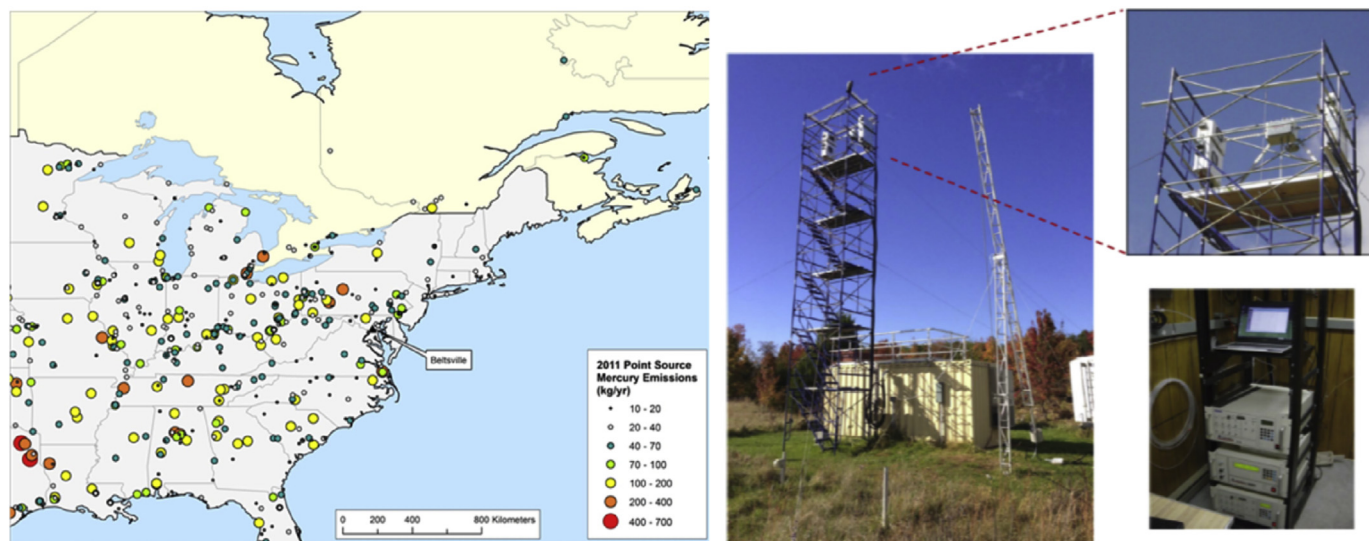 Beltsville
2011 Point Source
Mercury Emissions
(kg/yr)
10 - 20
20 - 40
40 - 70
70 - 100
100 - 200
200 - 400
400 - 700
0 200 400 800 Kilometers